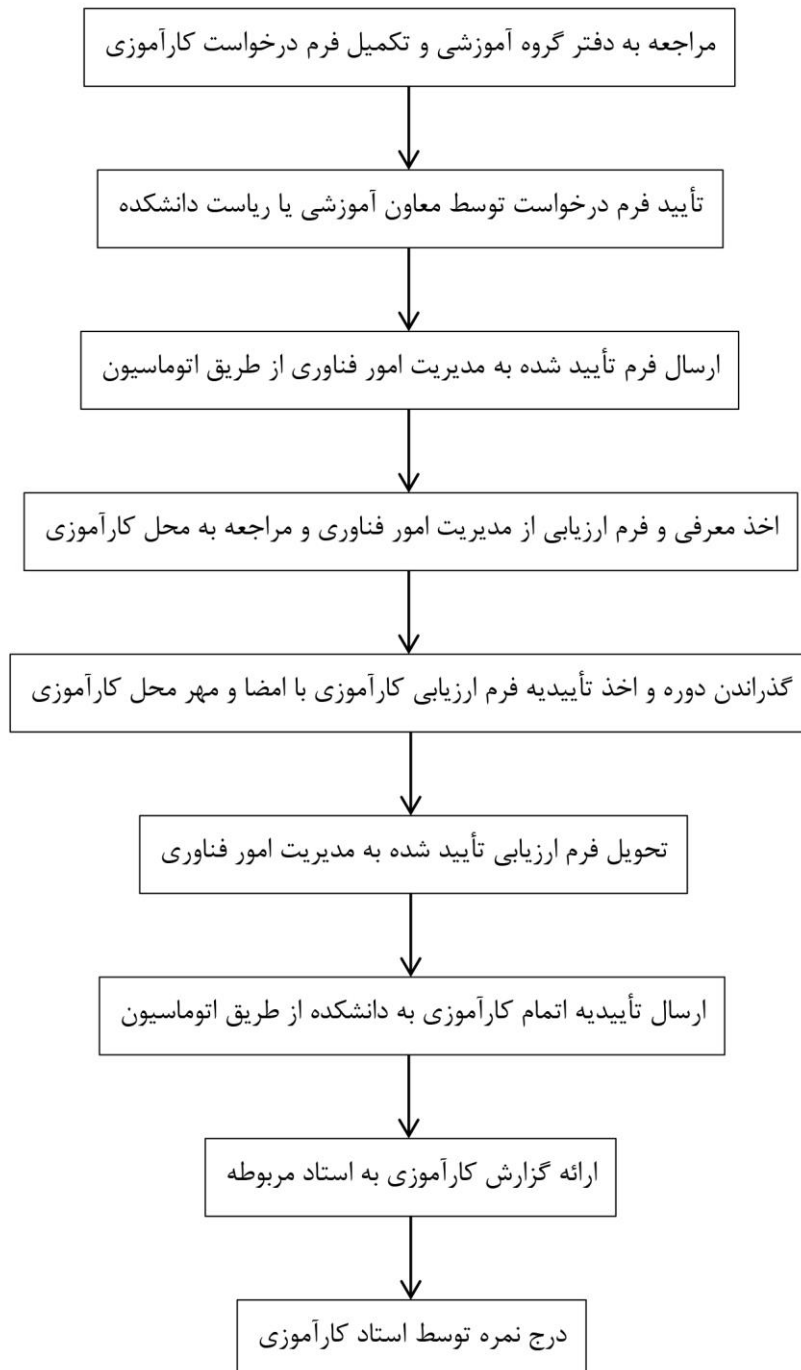 مراجعه به دفتر گروه آموزشی و تکمیل فرم درخواست کارآموزی
تأیید فرم درخواست توسط معاون آموزشی یا ریاست دانشکده
ارسال فرم تأیید شده به مدیریت امور فناوری از طریق اتوماسیون
اخذ معرفی و فرم ارزیابی از مدیریت امور فناوری و مراجعه به محل کارآموزی
گذراندن دوره و اخذ تأییدیه فرم ارزیابی کارآموزی با امضا و مهر محل کارآموزی
تحویل فرم ارزیابی تأیید شده به مدیریت امور فناوری
ارسال تأییدیه اتمام کارآموزی به دانشکده از طریق اتوماسیون
ارائه گزارش کارآموزی به استاد مربوطه
درج نمره توسط استاد کارآموزی